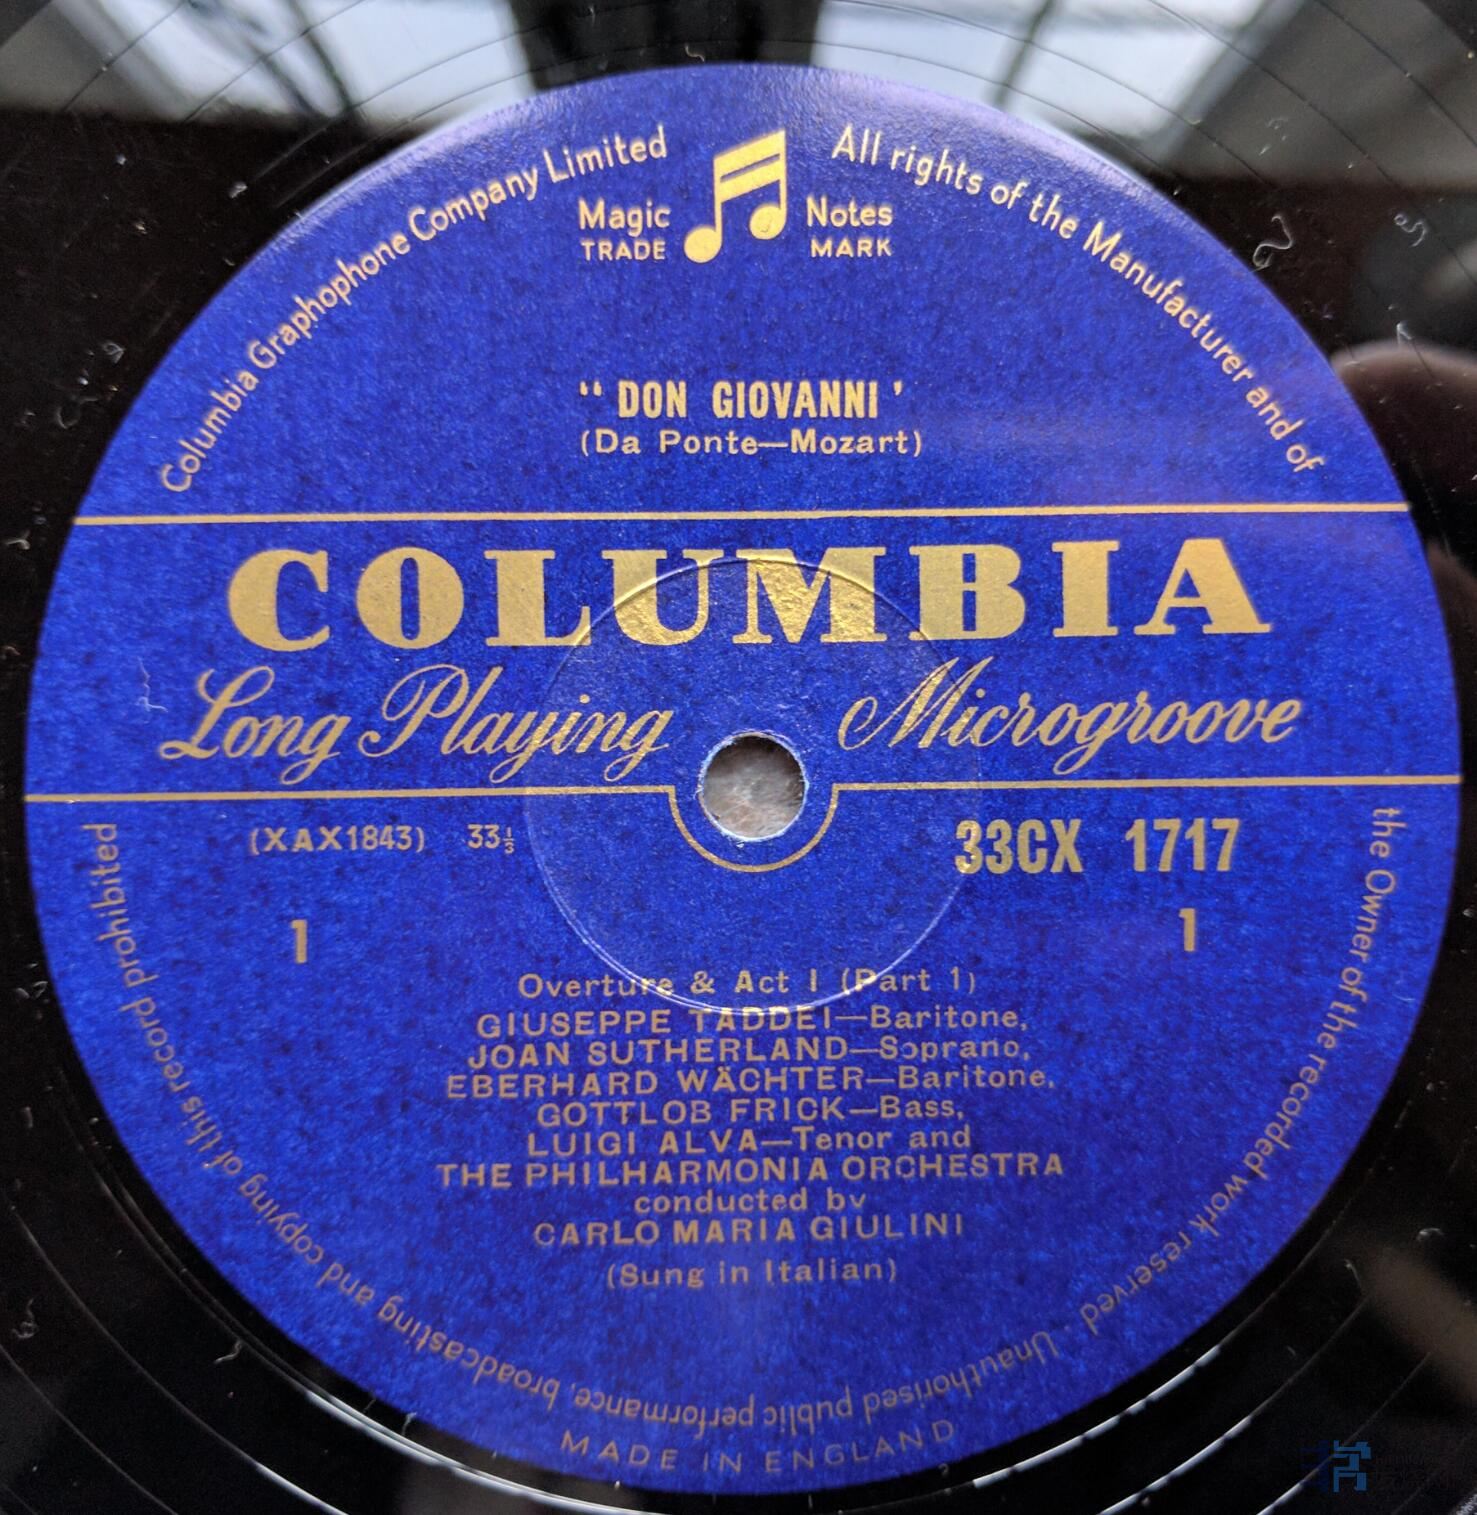 Columbia Graphophone Company Limited
All rights of the Manufacturer and of
the Owner of the recorded work reserved · Unauthorised public performance, broadcasting and copying of this record prohibited
Magic Notes
TRADE MARK
“ DON GIOVANNI ’
(Da Ponte—Mozart)
COLUMBIA
Long Playing Microgroove
(XAX1843) 33⅓
33CX 1717
1 1
Overture & Act 1 (Part 1)
GIUSEPPE TADDEI—Baritone,
JOAN SUTHERLAND—Soprano,
EBERHARD WÄCHTER—Baritone,
GOTTLOB FRICK—Bass,
LUIGI ALVA—Tenor and
THE PHILHARMONIA ORCHESTRA
conducted by
CARLO MARIA GIULINI
(Sung in Italian)
MADE IN ENGLAND